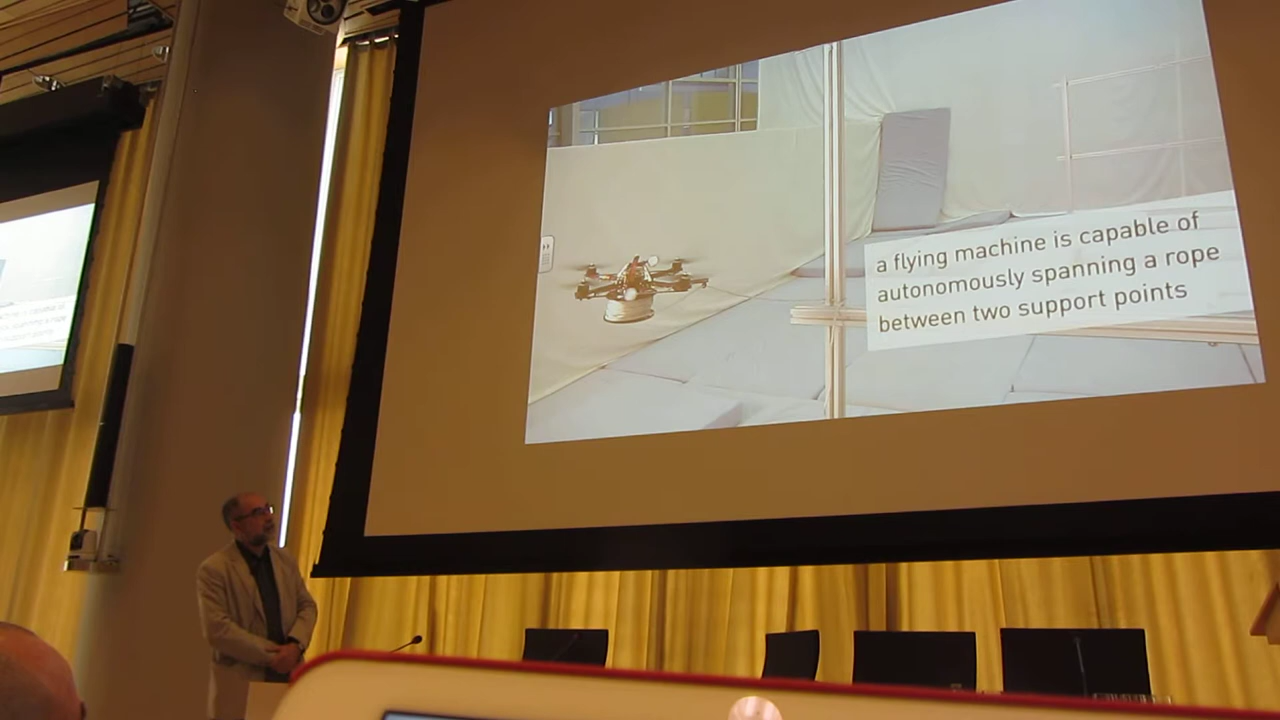 a flying machine is capable of
autonomously spanning a rope
between two support points